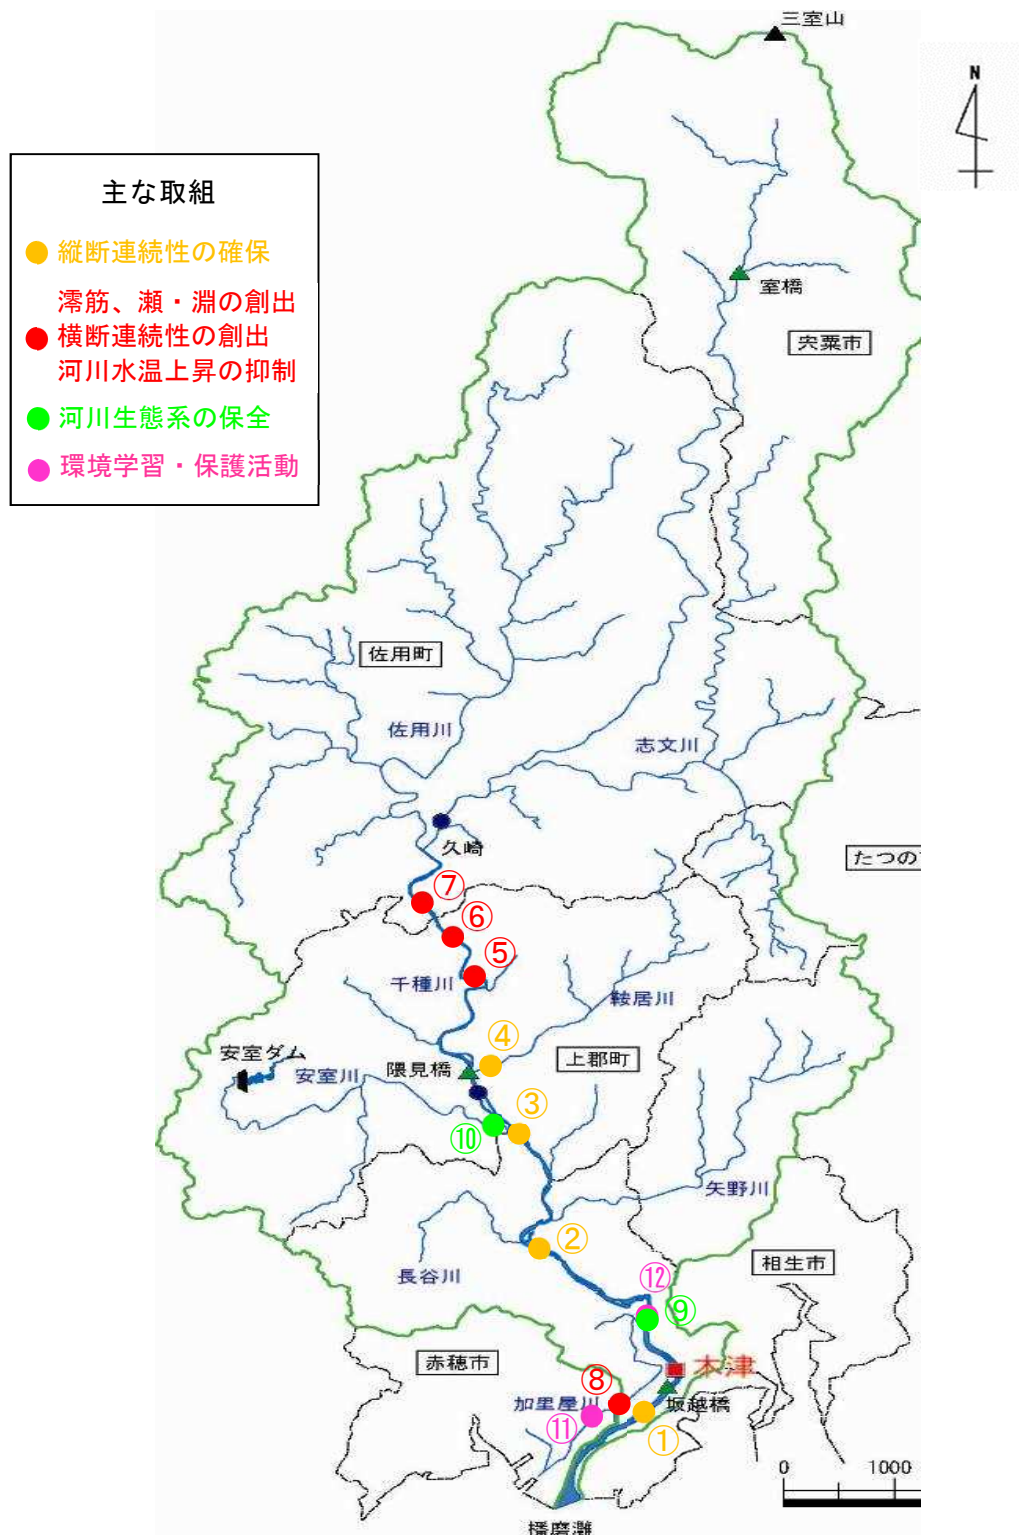 三室山
N
主な取組
縦断連続性の確保
澪筋、瀬・淵の創出
横断連続性の創出
河川水温上昇の抑制
河川生態系の保全
環境学習・保護活動
室橋
宍粟市
佐用町
佐用川
志文川
久崎
たつの
⑦
⑥
⑤
千種川
鞍居川
④
上郡町
安室ダム
安室川
隈見橋
③
⑩
矢野川
②
長谷川
相生市
⑫
⑨
赤穂市
木津
⑧
加里屋川
坂越橋
⑪
①
0 1000
播磨灘